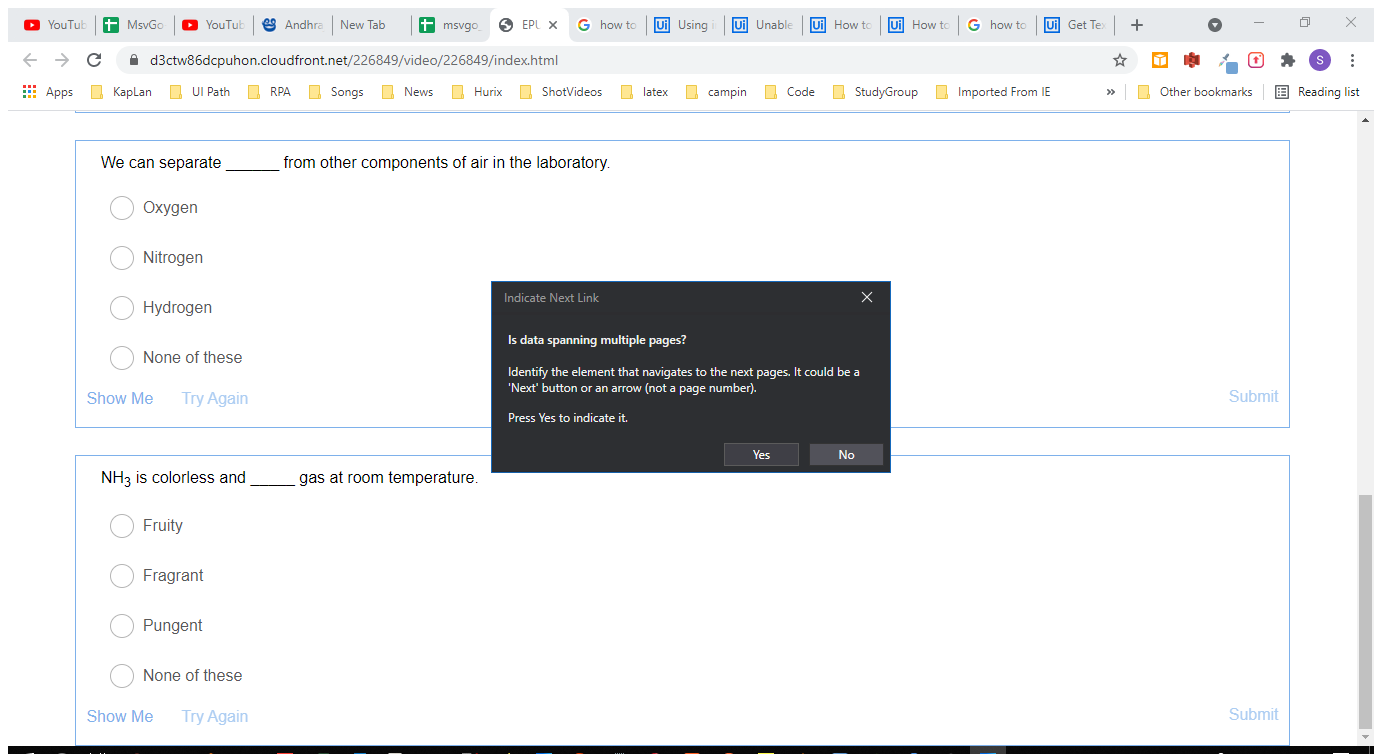 YouTub MsvGo YouTub Andhra New Tab msvgo_ EPU how to Using i Unable How to How to how to Get Tex
d3ctw86dcpuhon.cloudfront.net/226849/video/226849/index.html S
Apps KapLan UI Path RPA Songs News Hurix ShotVideos latex campin Code StudyGroup Imported From IE » Other bookmarks Reading list
We can separate ______ from other components of air in the laboratory.
Oxygen
Nitrogen
Hydrogen
None of these
Show Me Try Again Submit
Indicate Next Link
Is data spanning multiple pages?
Identify the element that navigates to the next pages. It could be a
'Next' button or an arrow (not a page number).
Press Yes to indicate it.
Yes No
NH3 is colorless and _____ gas at room temperature.
Fruity
Fragrant
Pungent
None of these
Show Me Try Again Submit